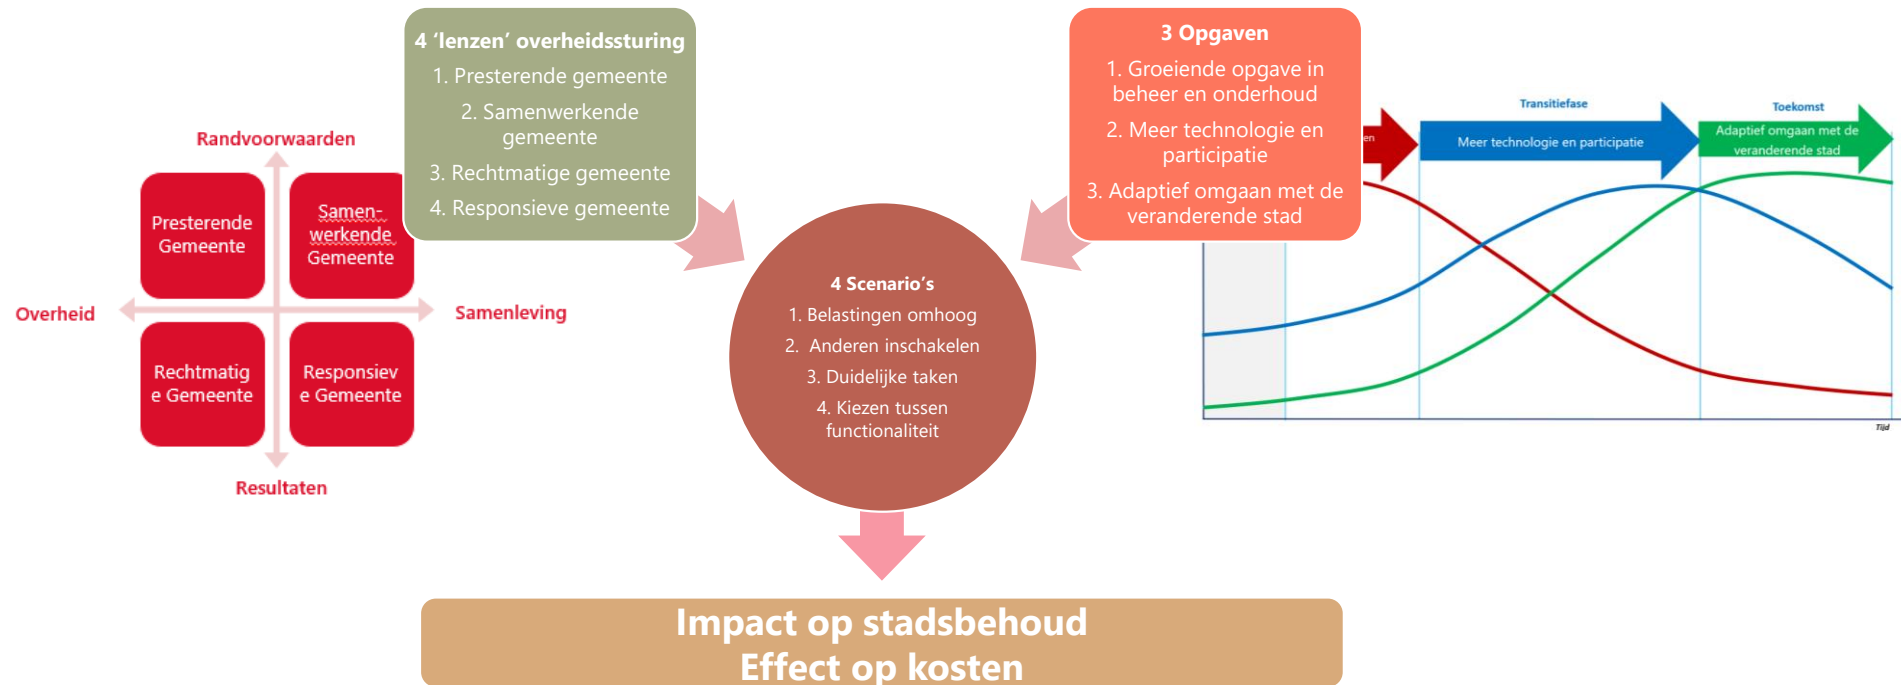 4 ‘lenzen’ overheidssturing
1. Presterende gemeente
2. Samenwerkende
gemeente
3. Rechtmatige gemeente
4. Responsieve gemeente
Randvoorwaarden
Presterende
Gemeente
Samen-
werkende
Gemeente
Overheid
Samenleving
Rechtmatig
e Gemeente
Responsiev
e Gemeente
Resultaten
3 Opgaven
1. Groeiende opgave in
beheer en onderhoud
2. Meer technologie en
participatie
3. Adaptief omgaan met de
veranderende stad
en
Transitiefase
Meer technologie en participatie
Toekomst
Adaptief omgaan met de
veranderende stad
Tijd
4 Scenario’s
1. Belastingen omhoog
2. Anderen inschakelen
3. Duidelijke taken
4. Kiezen tussen
functionaliteit
Impact op stadsbehoud
Effect op kosten